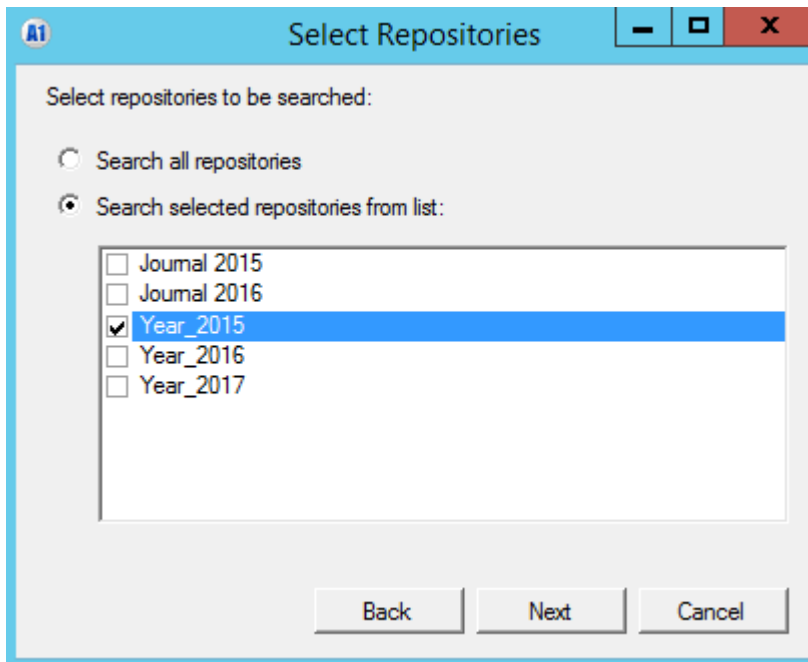 A1
Select Repositories
Select repositories to be searched:
Search all repositories
Search selected repositories from list:
Journal 2015
Journal 2016
Year_2015
Year_2016
Year_2017
Back Next Cancel